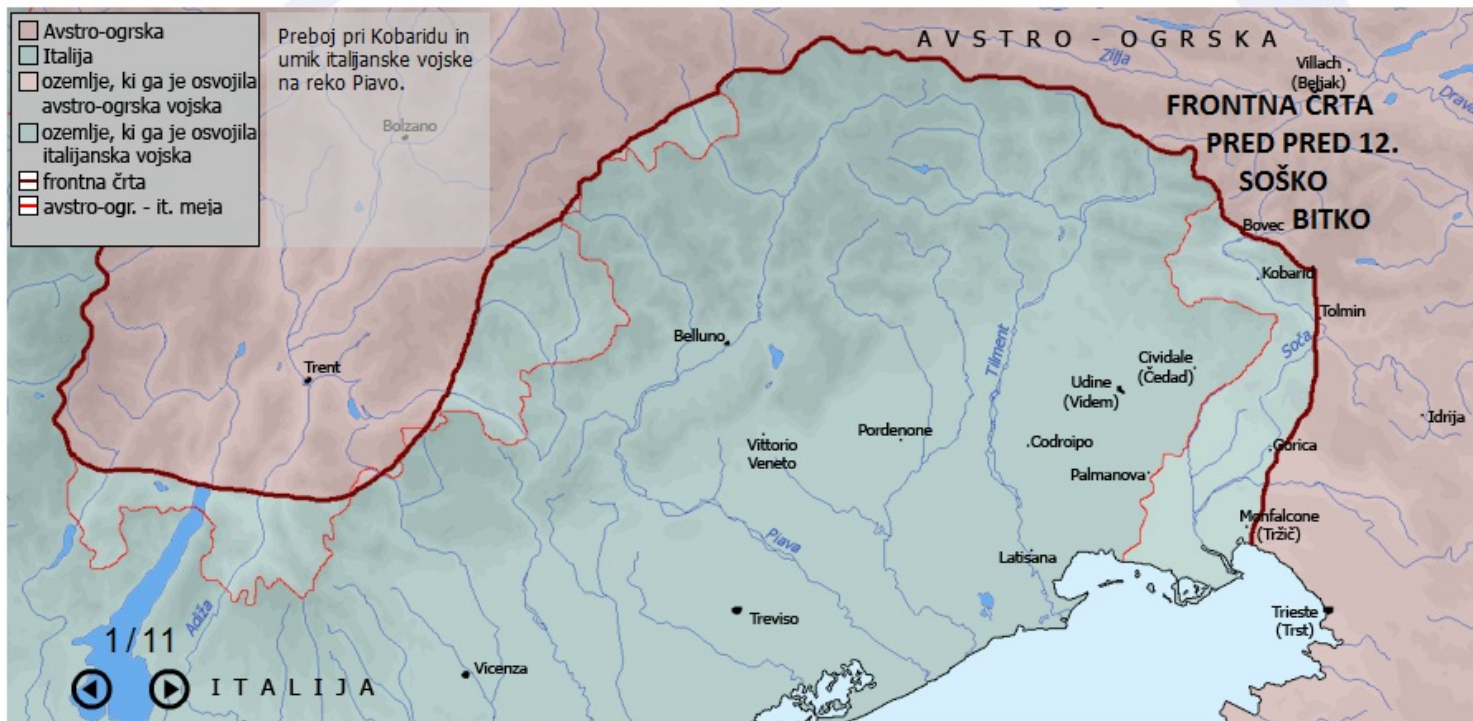 Avstro-ogrska
Italija
ozemlje, ki ga je osvojila
avstro-ogrska vojska
ozemlje, ki ga je osvojila
italijanska vojska
frontna črta
avstro-ogr. - it. meja
Preboj pri Kobaridu in
umik italijanske vojske
na reko Piavo.
Bolzano
AVSTRO-OGRSKA
Zilja
Villach
(Beljak)
Drava
FRONTNA ČRTA
PRED PRED 12.
SOŠKO
BITKO
Bovec
Kobarid
Tolmin
Soča
Belluno
Trent
Tilment
Cividale
(Čedad)
Udine
(Videm)
Idrija
Vittorio
Veneto
Pordenone
Codroipo
Gorica
Palmanova
Monfalcone
(Tržič)
Piava
Latisana
Adiža
Treviso
Trieste
(Trst)
1/11
Vicenza
ITALIJA